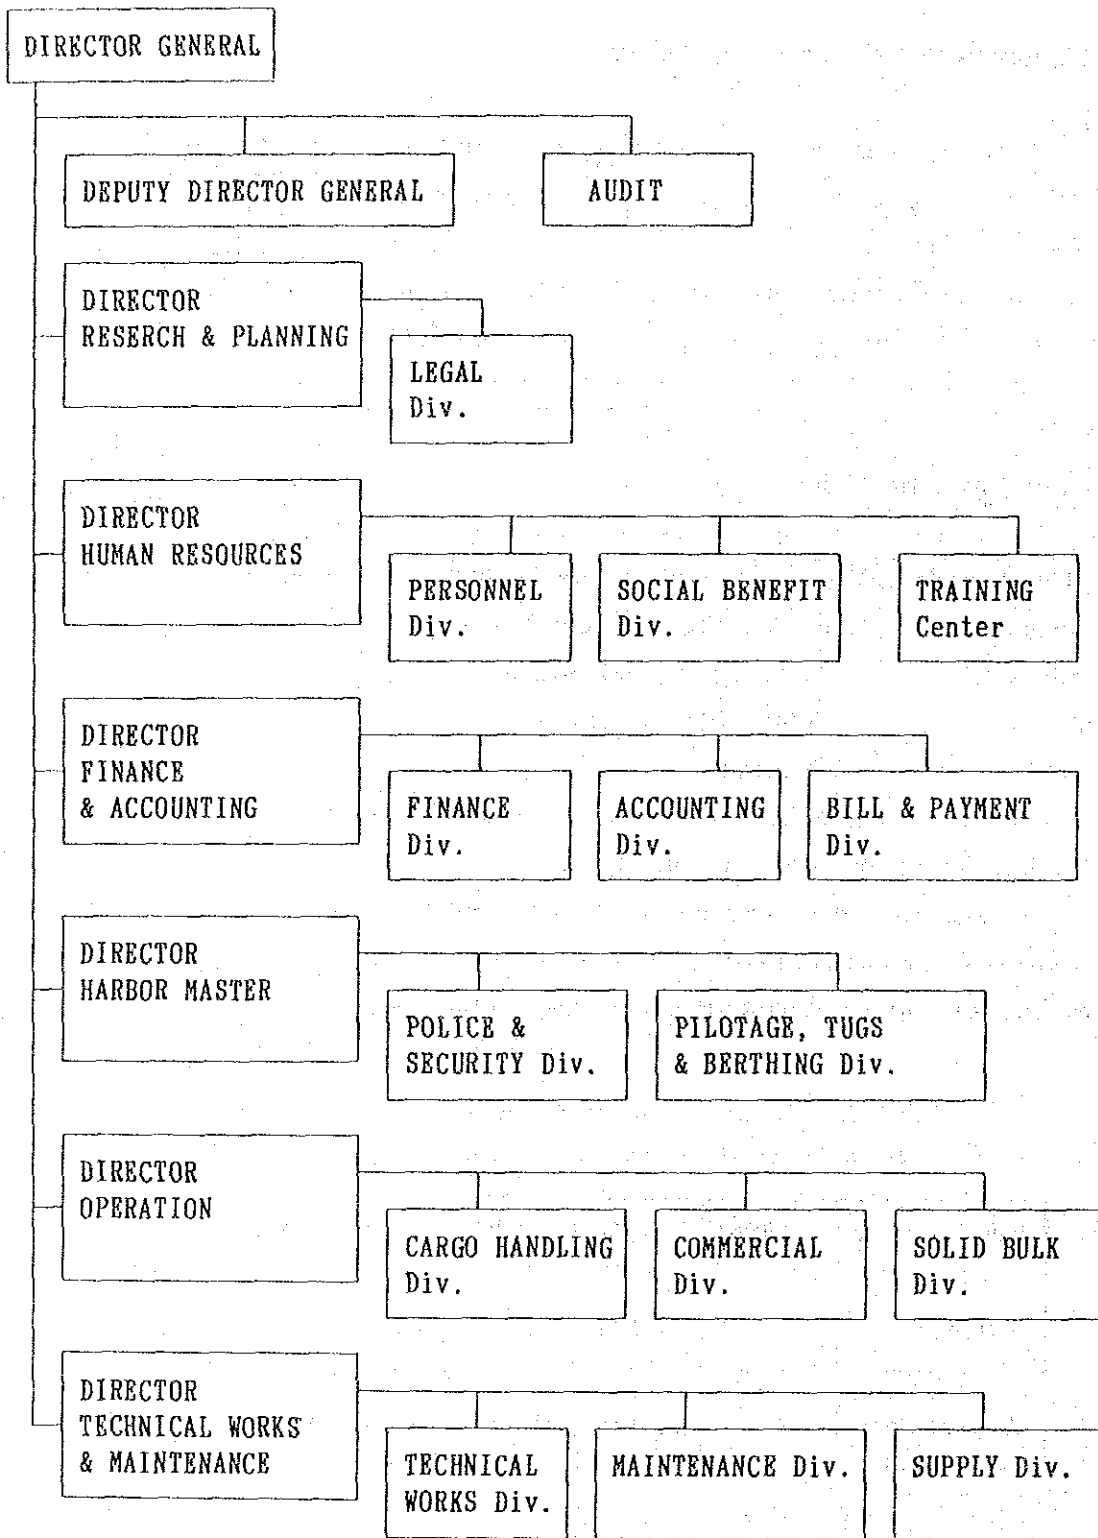 DIRECTOR GENERAL
DEPUTY DIRECTOR GENERAL
AUDIT
DIRECTOR
RESERCH & PLANNING
LEGAL
Div.
DIRECTOR
HUMAN RESOURCES
PERSONNEL
Div.
SOCIAL BENEFIT
Div.
TRAINING
Center
DIRECTOR
FINANCE
& ACCOUNTING
FINANCE
Div.
ACCOUNTING
Div.
BILL & PAYMENT
Div.
DIRECTOR
HARBOR MASTER
POLICE &
SECURITY Div.
PILOTAGE, TUGS
& BERTHING Div.
DIRECTOR
OPERATION
CARGO HANDLING
Div.
COMMERCIAL
Div.
SOLID BULK
Div.
DIRECTOR
TECHNICAL WORKS
& MAINTENANCE
TECHNICAL
WORKS Div.
MAINTENANCE Div.
SUPPLY Div.